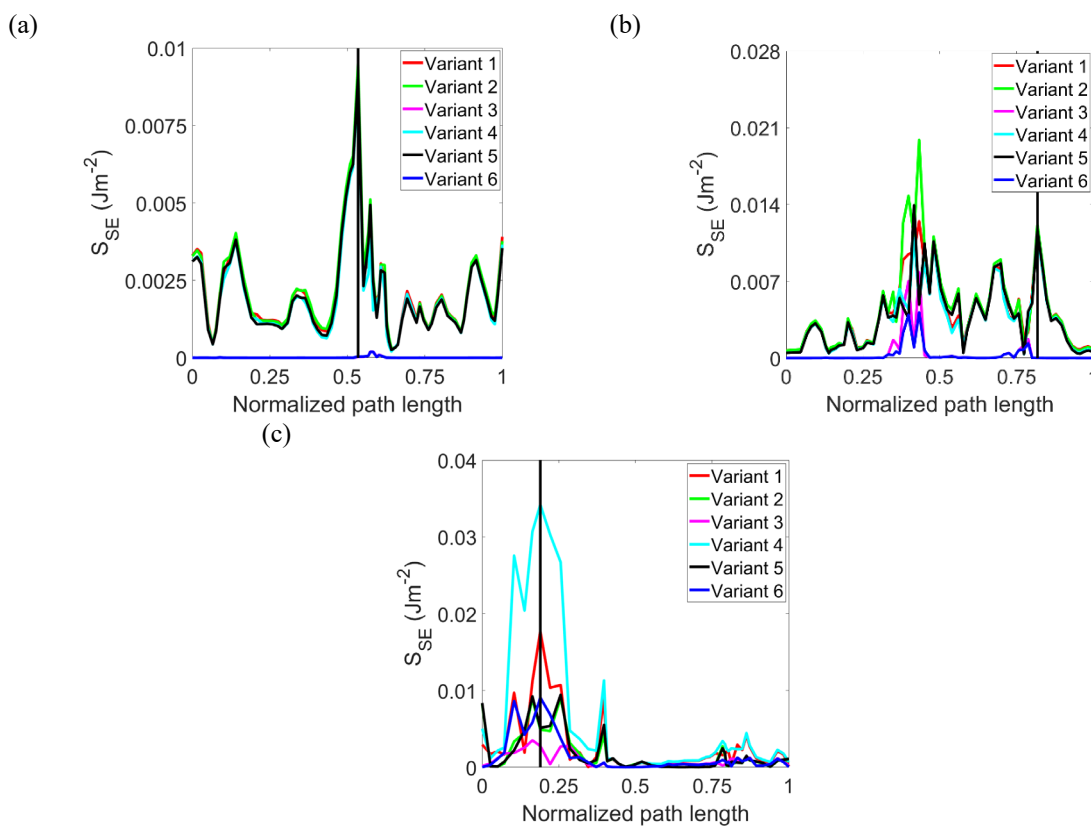 (a)
0.01
0.0075
0.005
0.0025
0
S_SE (Jm^-2)
0 0.25 0.5 0.75 1
Normalized path length
Variant 1
Variant 2
Variant 3
Variant 4
Variant 5
Variant 6
(b)
0.028
0.021
0.014
0.007
0
S_SE (Jm^-2)
0 0.25 0.5 0.75 1
Normalized path length
Variant 1
Variant 2
Variant 3
Variant 4
Variant 5
Variant 6
(c)
0.04
0.03
0.02
0.01
0
S_SE (Jm^-2)
0 0.25 0.5 0.75 1
Normalized path length
Variant 1
Variant 2
Variant 3
Variant 4
Variant 5
Variant 6